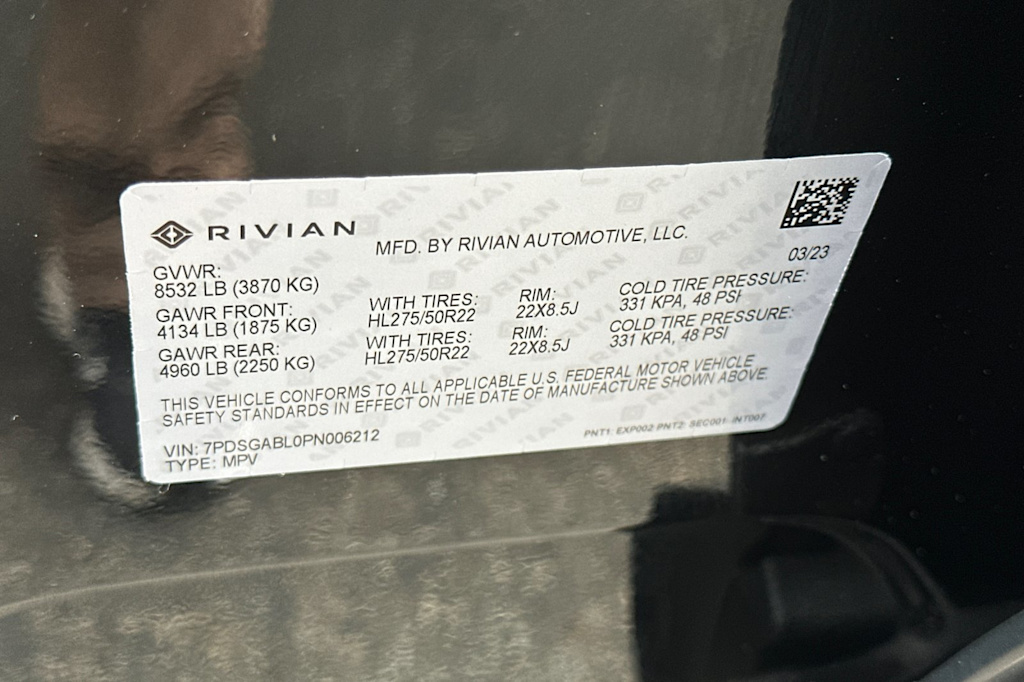 RIVIAN MFD. BY RIVIAN AUTOMOTIVE, LLC.
03/23
GVWR:
8532 LB (3870 KG)
GAWR FRONT: WITH TIRES: RIM: COLD TIRE PRESSURE:
4134 LB (1875 KG) HL275/50R22 22X8.5J 331 KPA, 48 PSI
GAWR REAR: WITH TIRES: RIM: COLD TIRE PRESSURE:
4960 LB (2250 KG) HL275/50R22 22X8.5J 331 KPA, 48 PSI
THIS VEHICLE CONFORMS TO ALL APPLICABLE U.S. FEDERAL MOTOR VEHICLE
SAFETY STANDARDS IN EFFECT ON THE DATE OF MANUFACTURE SHOWN ABOVE.
VIN: 7PDSGABL0PN006212
TYPE: MPV
PNT1: EXP002 PNT2: SEC001 INT007